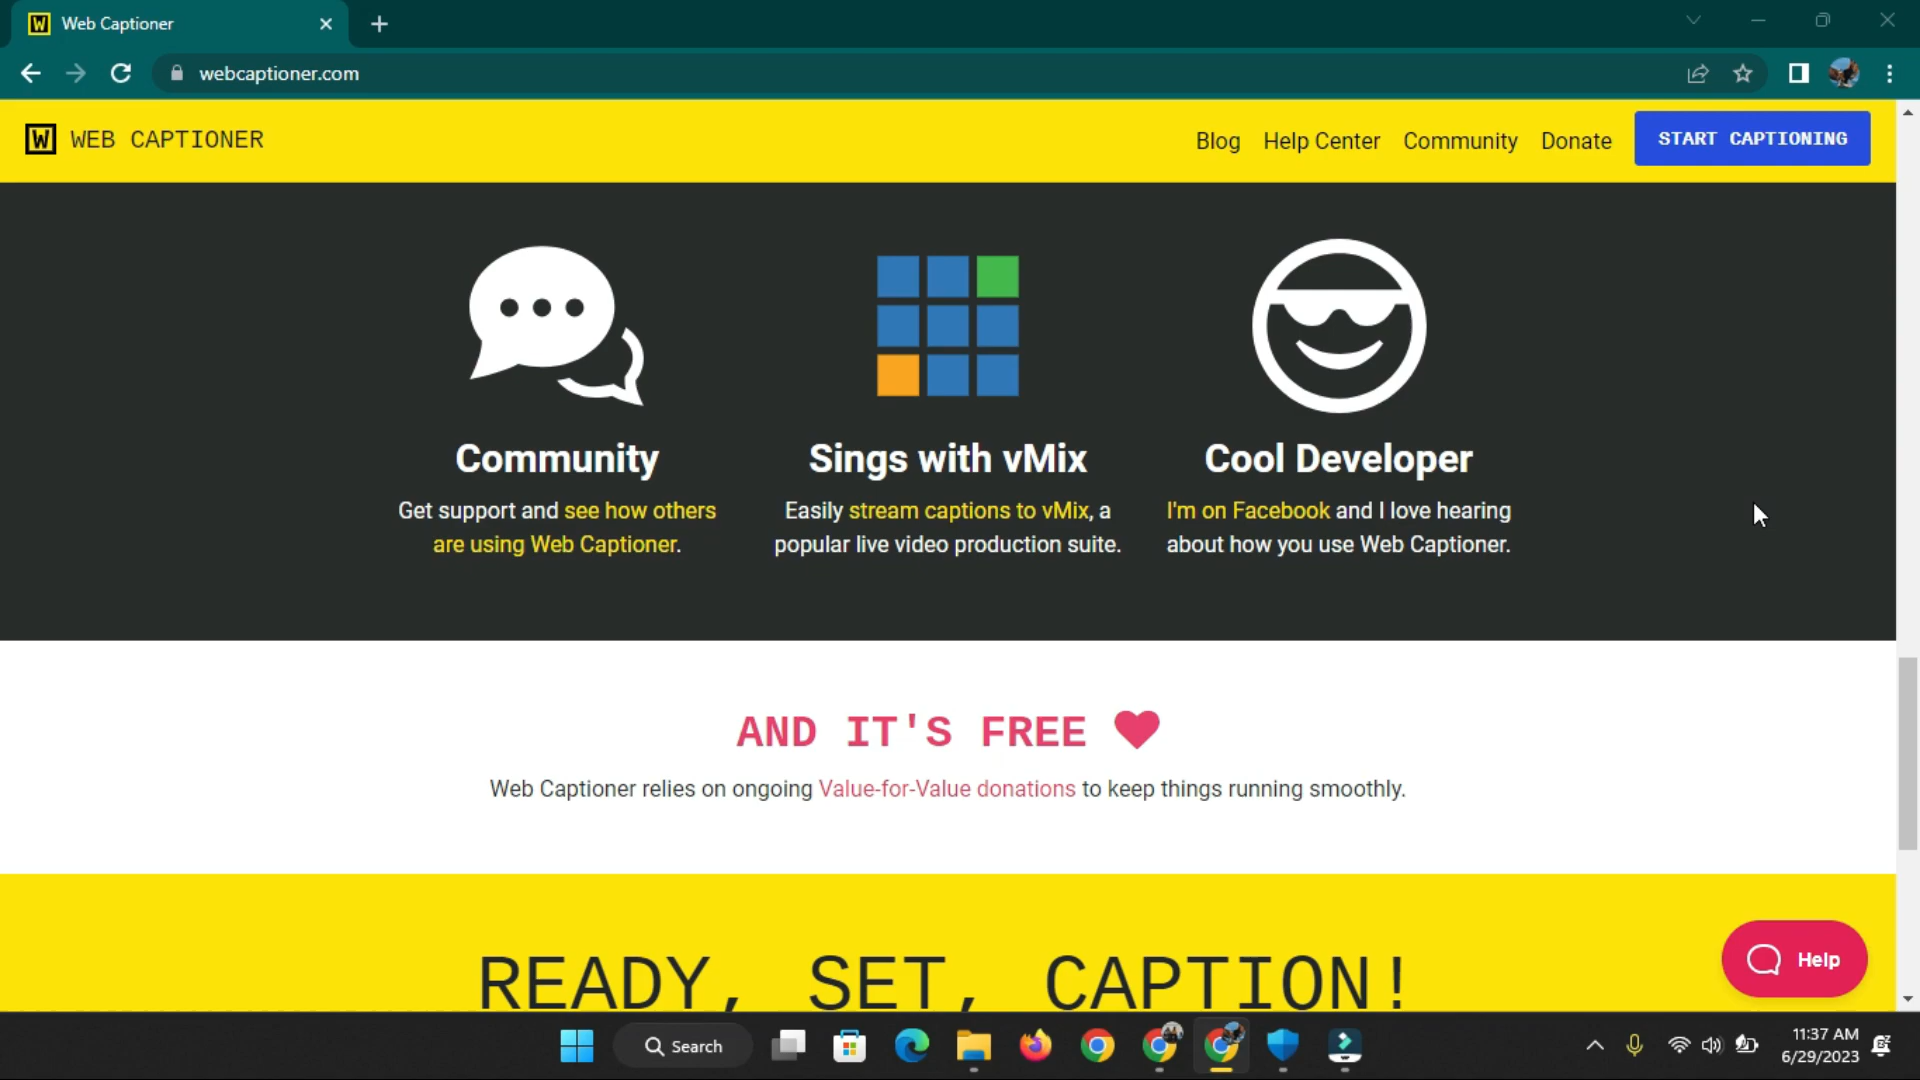 W Web Captioner
webcaptioner.com
W WEB CAPTIONER
Blog Help Center Community Donate START CAPTIONING
Community
Get support and see how others
are using Web Captioner.
Sings with vMix
Easily stream captions to vMix, a
popular live video production suite.
Cool Developer
I'm on Facebook and I love hearing
about how you use Web Captioner.
AND IT'S FREE
Web Captioner relies on ongoing Value-for-Value donations to keep things running smoothly.
READY, SET, CAPTION!
Help
Search
11:37 AM
6/29/2023